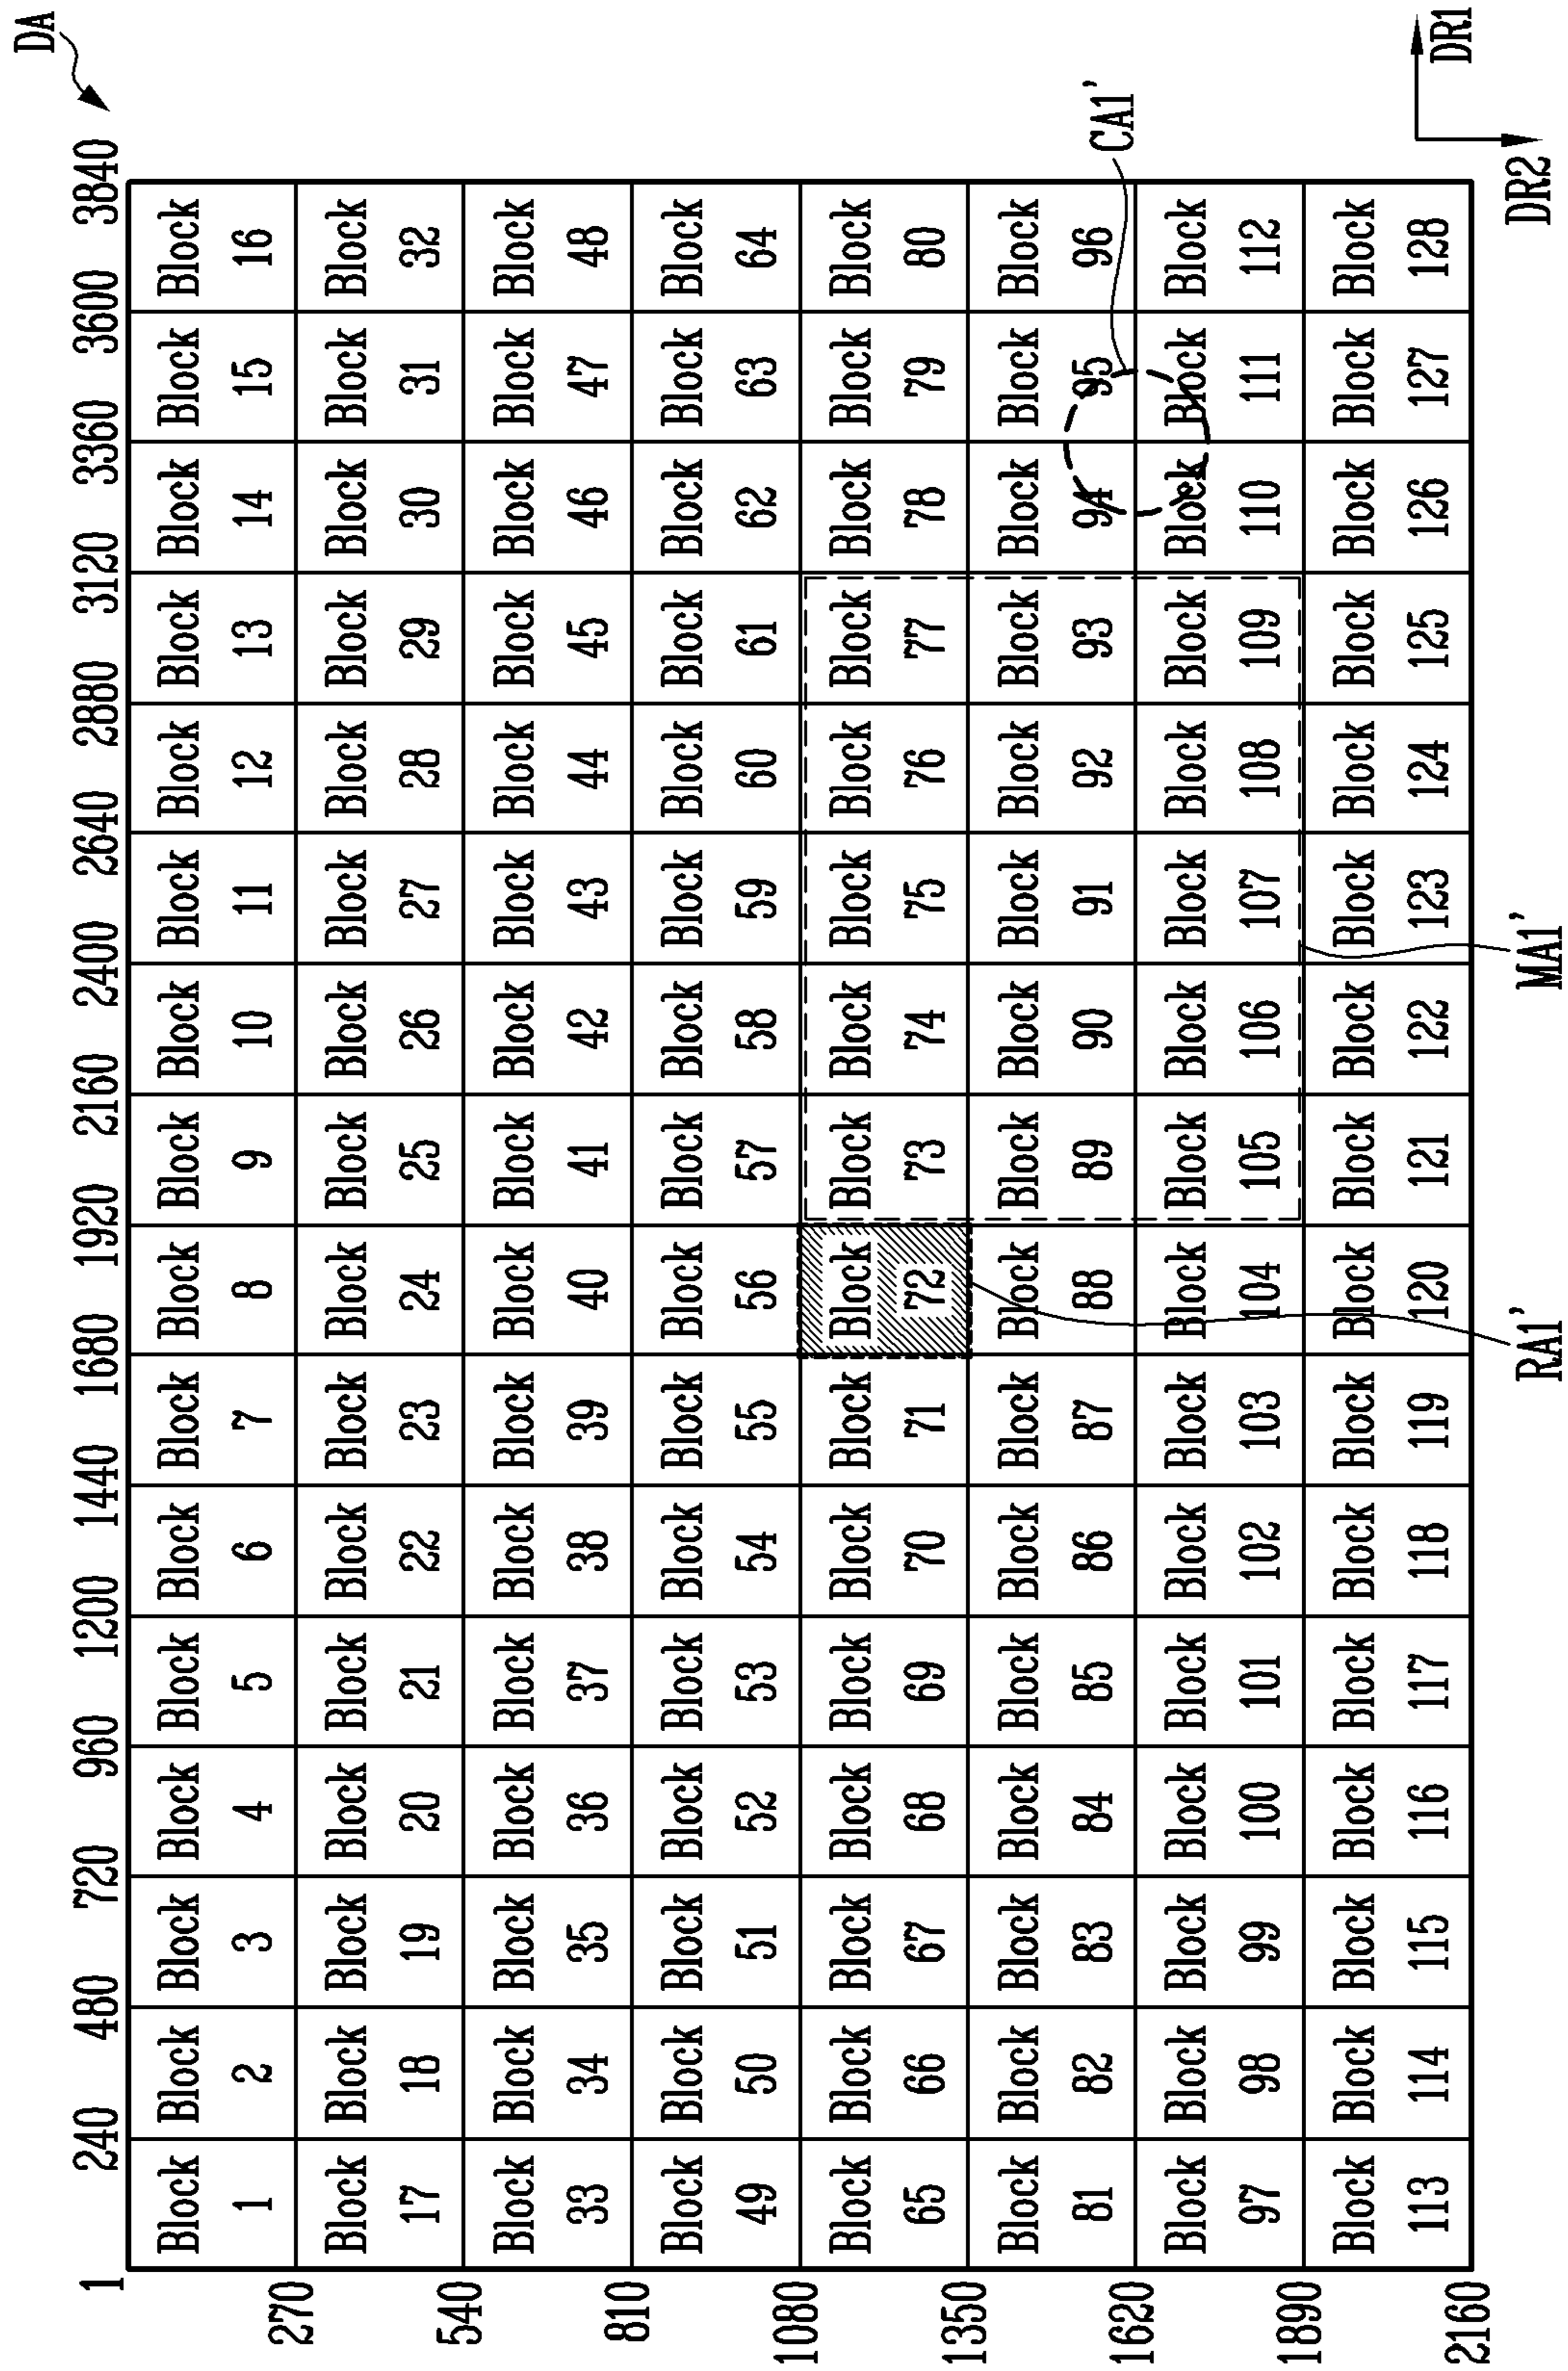 DA
1 240 480 720 960 1200 1440 1680 1920 2160 2400 2640 2880 3120 3360 3600 3840
Block Block Block Block Block Block Block Block Block Block Block Block Block Block Block Block
1 2 3 4 5 6 7 8 9 10 11 12 13 14 15 16
270
Block Block Block Block Block Block Block Block Block Block Block Block Block Block Block Block
17 18 19 20 21 22 23 24 25 26 27 28 29 30 31 32
540
Block Block Block Block Block Block Block Block Block Block Block Block Block Block Block Block
33 34 35 36 37 38 39 40 41 42 43 44 45 46 47 48
810
Block Block Block Block Block Block Block Block Block Block Block Block Block Block Block Block
49 50 51 52 53 54 55 56 57 58 59 60 61 62 63 64
1080
Block Block Block Block Block Block Block Block Block Block Block Block Block Block Block Block
65 66 67 68 69 70 71 72 73 74 75 76 77 78 79 80
1350
Block Block Block Block Block Block Block Block Block Block Block Block Block Block Block Block
81 82 83 84 85 86 87 88 89 90 91 92 93 94 95 96
CA1'
1620
Block Block Block Block Block Block Block Block Block Block Block Block Block Block Block Block
97 98 99 100 101 102 103 104 105 106 107 108 109 110 111 112
1890
Block Block Block Block Block Block Block Block Block Block Block Block Block Block Block Block
113 114 115 116 117 118 119 120 121 122 123 124 125 126 127 128
2160
RA1' MA1'
DR1
DR2